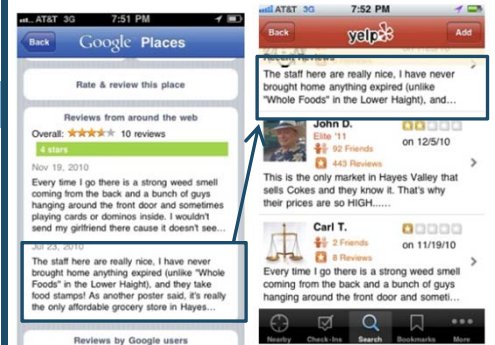 AT&T 3G 7:51 PM
Back Google Places
Rate & review this place
Reviews from around the web
Overall: 10 reviews
4 stars
Nov 19, 2010
Every time I go there is a strong weed smell
coming from the back and a bunch of guys
hanging around the front door and sometimes
playing cards or dominos inside. I wouldn't
send my girlfriend there cause it doesn't see...
Jul 23, 2010
The staff here are really nice, I have never
brought home anything expired (unlike "Whole
Foods" in the Lower Haight), and they take
food stamps! As another poster said, it's really
the only affordable grocery store in Hayes...
Reviews by Google users
AT&T 3G 7:52 PM
Back yelp Add
Recent Reviews
The staff here are really nice, I have never
brought home anything expired (unlike
"Whole Foods" in the Lower Haight), and...
John D.
Elite '11
92 Friends
443 Reviews
on 12/5/10
This is the only market in Hayes Valley that
sells Cokes and they know it. That's why
their prices are so HIGH......
Carl T.
2 Friends
8 Reviews
on 11/19/10
Every time I go there is a strong weed smell
coming from the back and a bunch of guys
hanging around the front door and someti...
Nearby Check-Ins Search Bookmarks More